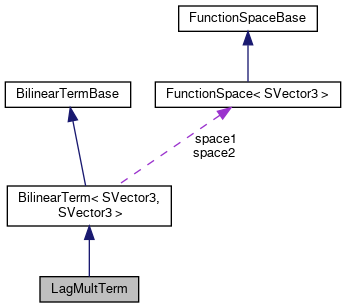 FunctionSpaceBase
BilinearTermBase
FunctionSpace< SVector3 >
space1
space2
BilinearTerm< SVector3,
SVector3 >
LagMultTerm